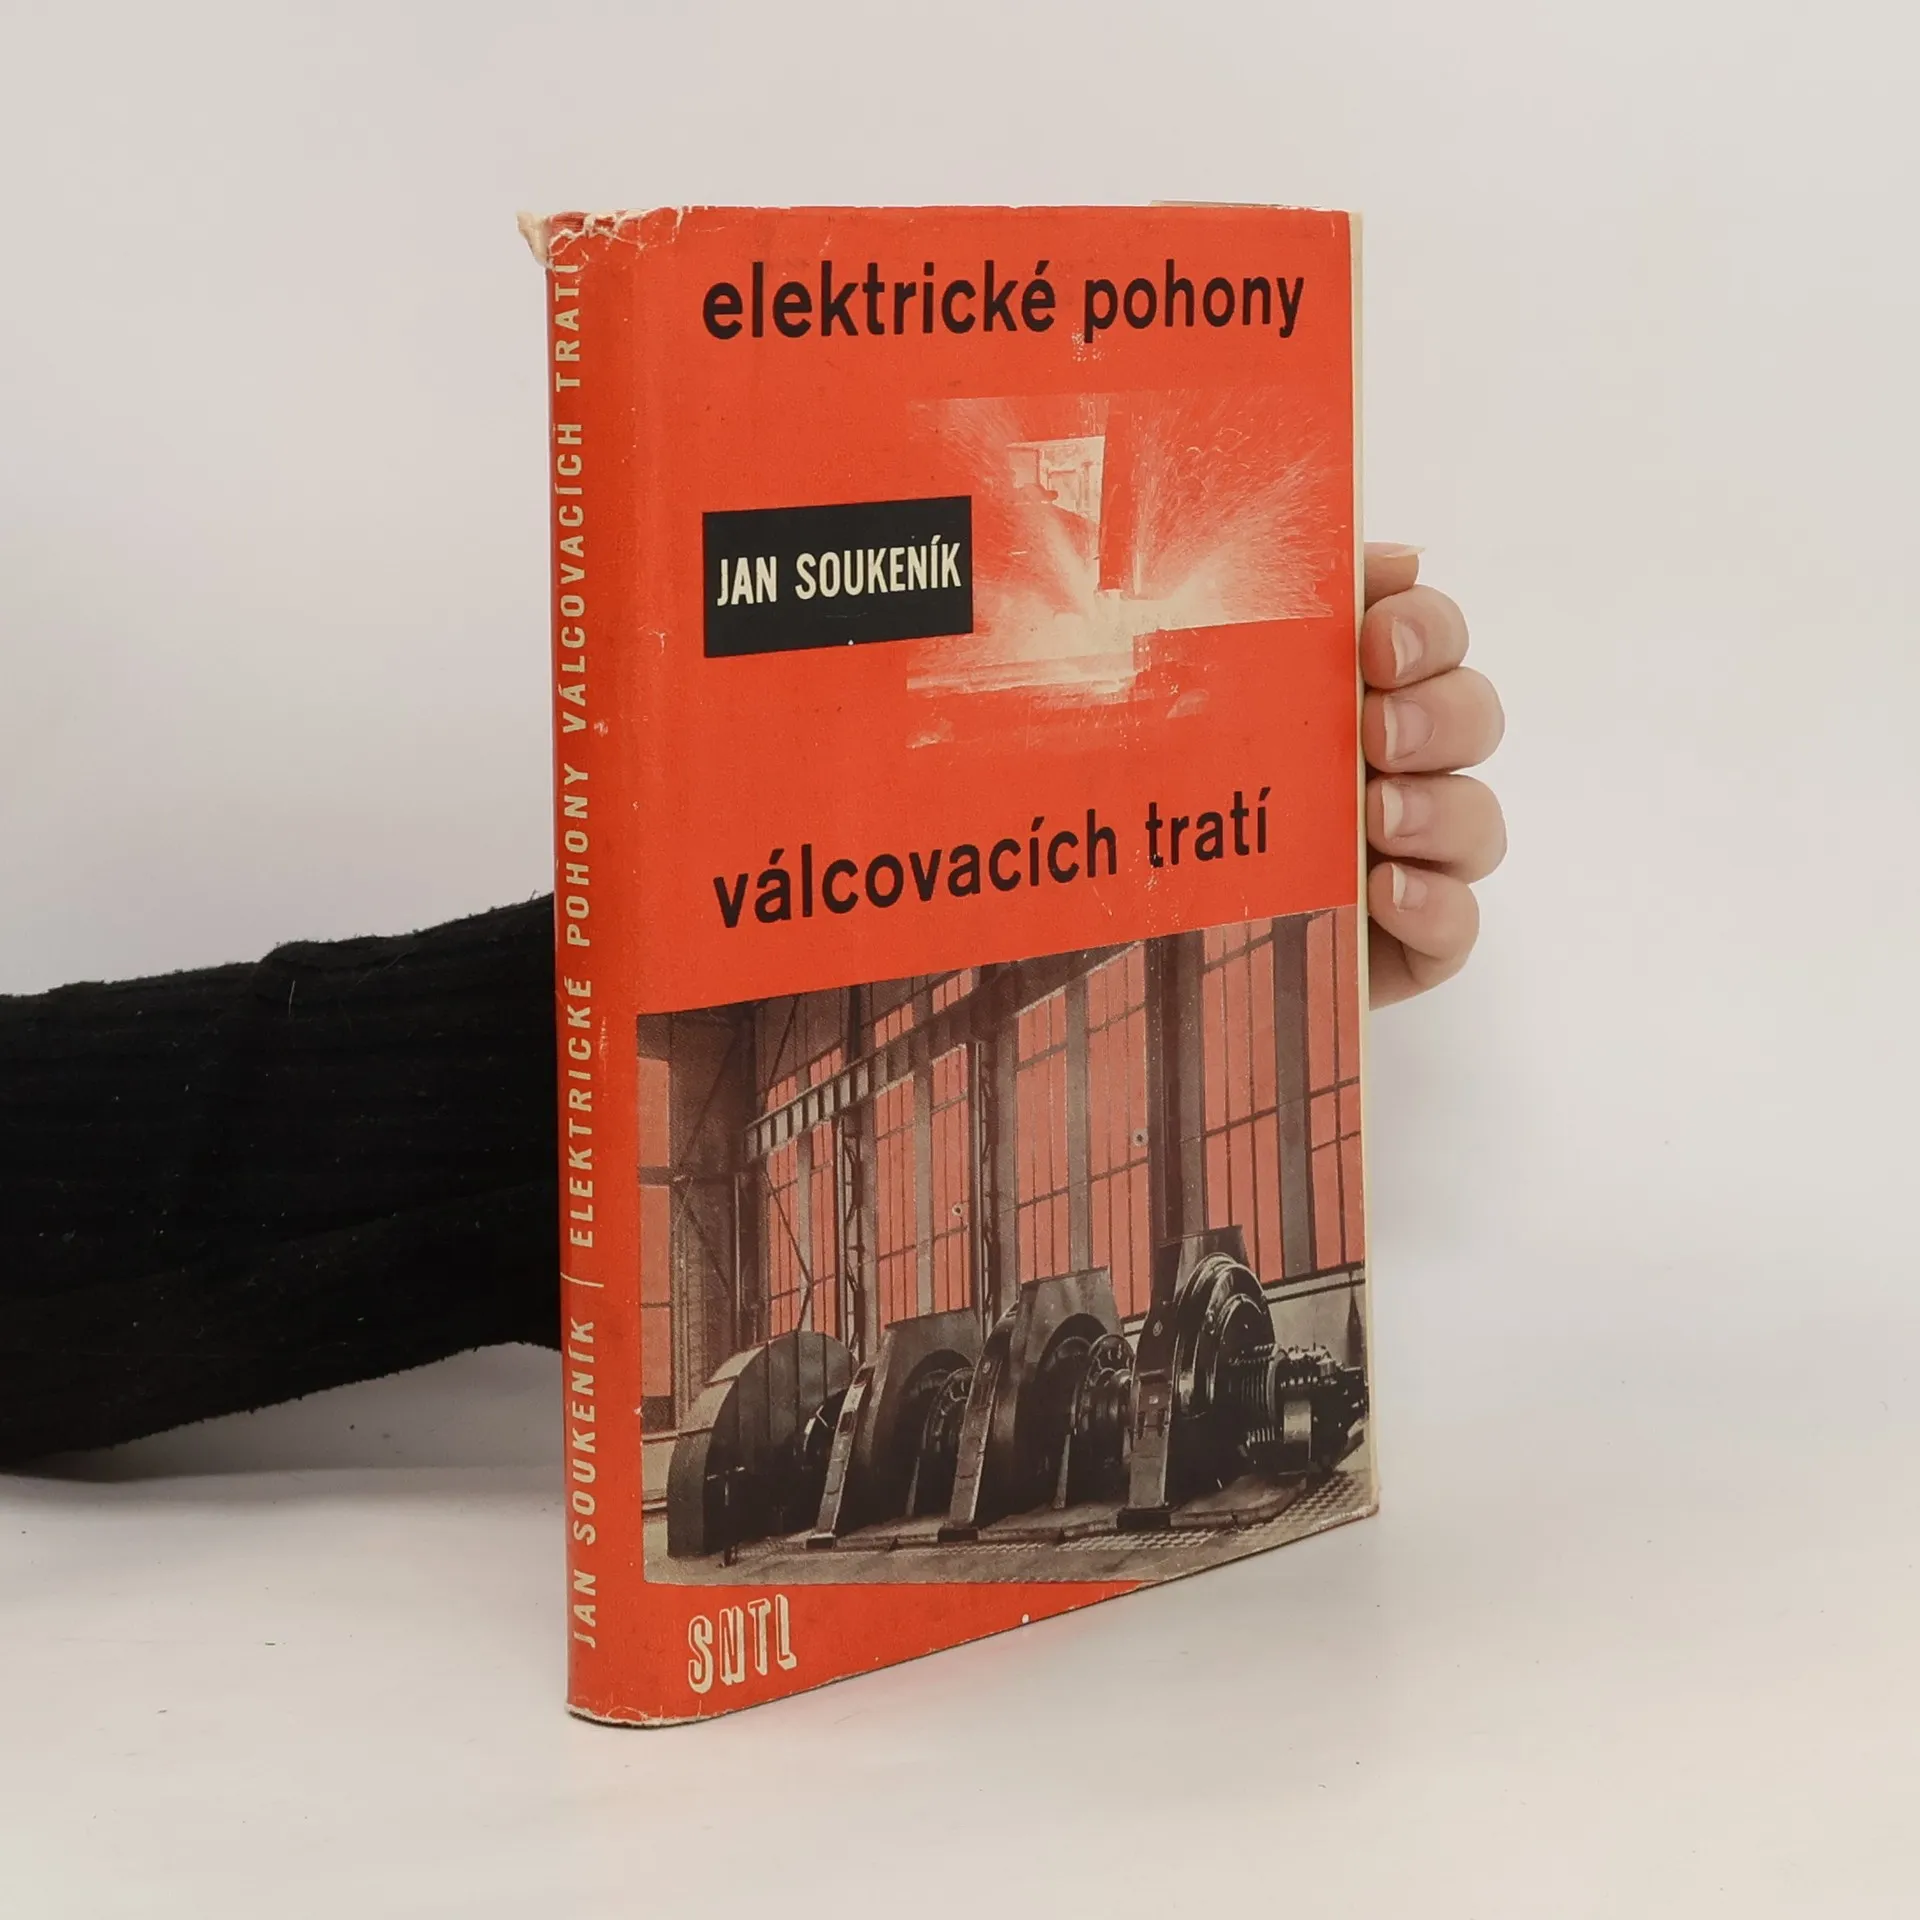 elektrické pohony
JAN SOUKENÍK
válcovacích tratí
SNTL
JAN SOUKENÍK / ELEKTRICKÉ POHONY VÁLCOVACÍCH TRATÍ